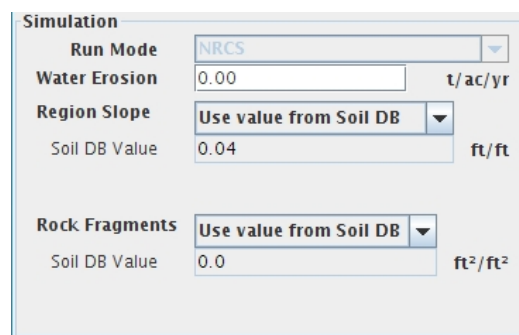 Simulation
Run Mode NRCS
Water Erosion 0.00 t/ac/yr
Region Slope Use value from Soil DB
Soil DB Value 0.04 ft/ft
Rock Fragments Use value from Soil DB
Soil DB Value 0.0 ft²/ft²